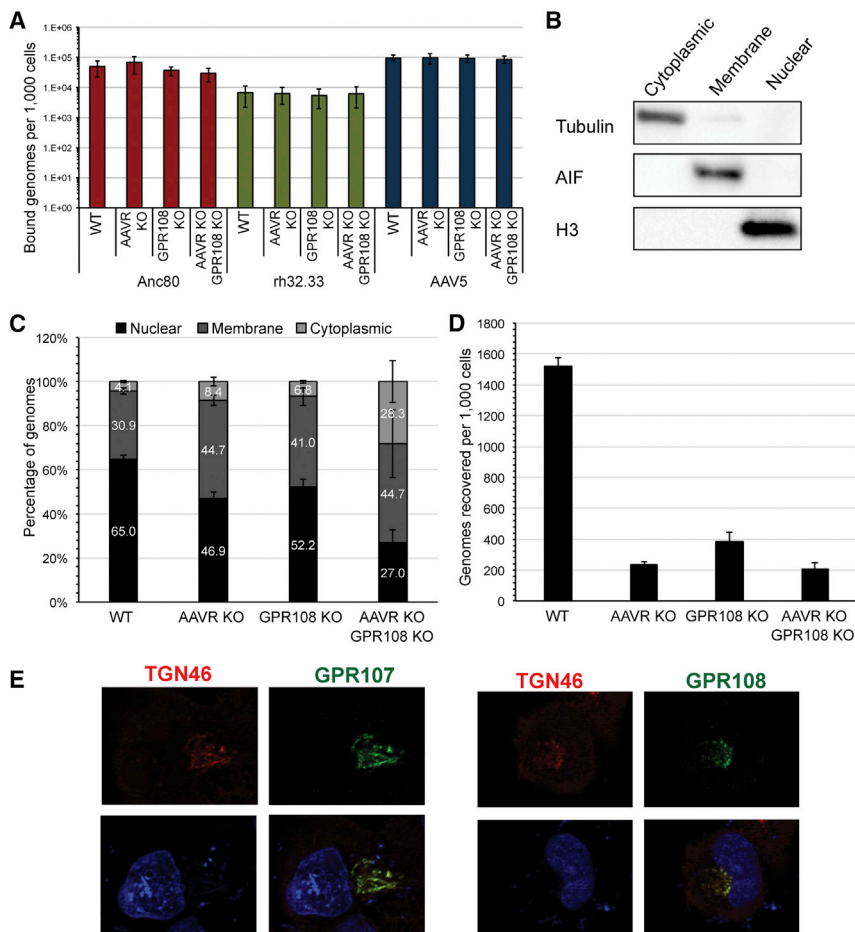 A
Bound genomes per 1,000 cells
1.E+06
1.E+05
1.E+04
1.E+03
1.E+02
1.E+01
1.E+00
WT
AAVR KO
GPR108 KO
AAVR KO GPR108 KO
WT
AAVR KO
GPR108 KO
AAVR KO GPR108 KO
WT
AAVR KO
GPR108 KO
AAVR KO GPR108 KO
Anc80
rh32.33
AAV5
B
Cytoplasmic
Membrane
Nuclear
Tubulin
AIF
H3
C
Nuclear Membrane Cytoplasmic
Percentage of genomes
120%
100%
80%
60%
40%
20%
0%
4.1
30.9
65.0
8.4
44.7
46.9
6.8
41.0
52.2
28.3
44.7
27.0
WT
AAVR KO
GPR108 KO
AAVR KO
GPR108 KO
D
Genomes recovered per 1,000 cells
1800
1600
1400
1200
1000
800
600
400
200
0
WT
AAVR KO
GPR108 KO
AAVR KO
GPR108 KO
E
TGN46
GPR107
TGN46
GPR108